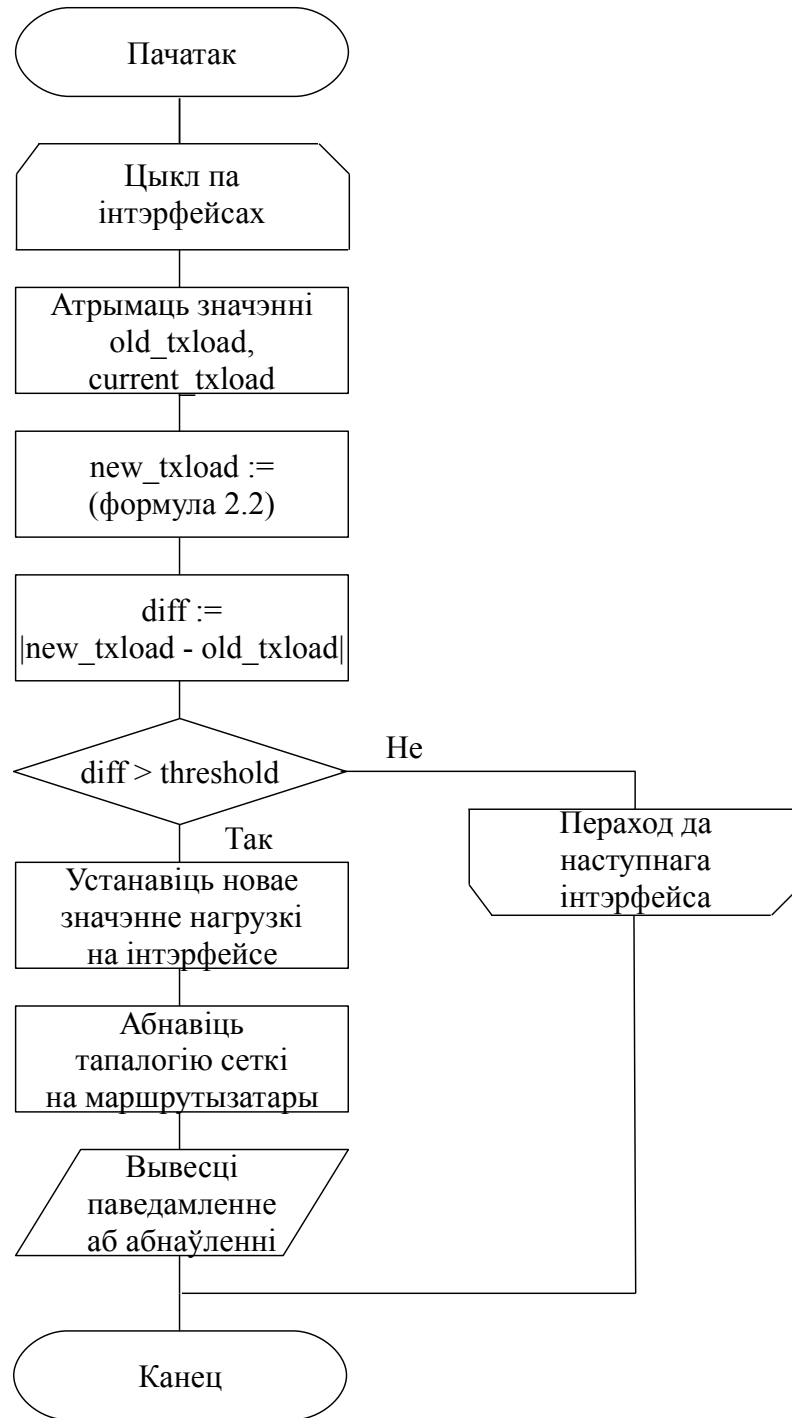 Пачатак
Цыкл па
інтэрфейсах
Атрымаць значэнні
old_txload,
current_txload
new_txload :=
(формула 2.2)
diff :=
|new_txload - old_txload|
diff > threshold
Не
Так
Пераход да
наступнага
інтэрфейса
Устанавіць новае
значэнне нагрузкі
на інтэрфейсе
Абнавіць
тапалогію сеткі
на маршрутызатары
Вывесці
паведамленне
аб абнаўленні
Канец